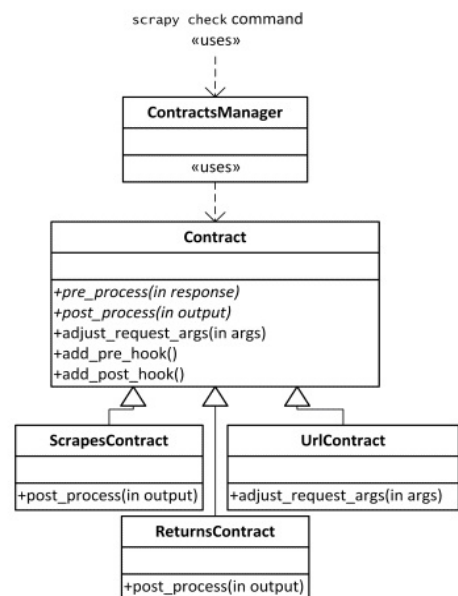 scrapy check command
«uses»
ContractsManager
«uses»
Contract
+pre_process(in response)
+post_process(in output)
+adjust_request_args(in args)
+add_pre_hook()
+add_post_hook()
ScrapesContract
+post_process(in output)
UrlContract
+adjust_request_args(in args)
ReturnsContract
+post_process(in output)